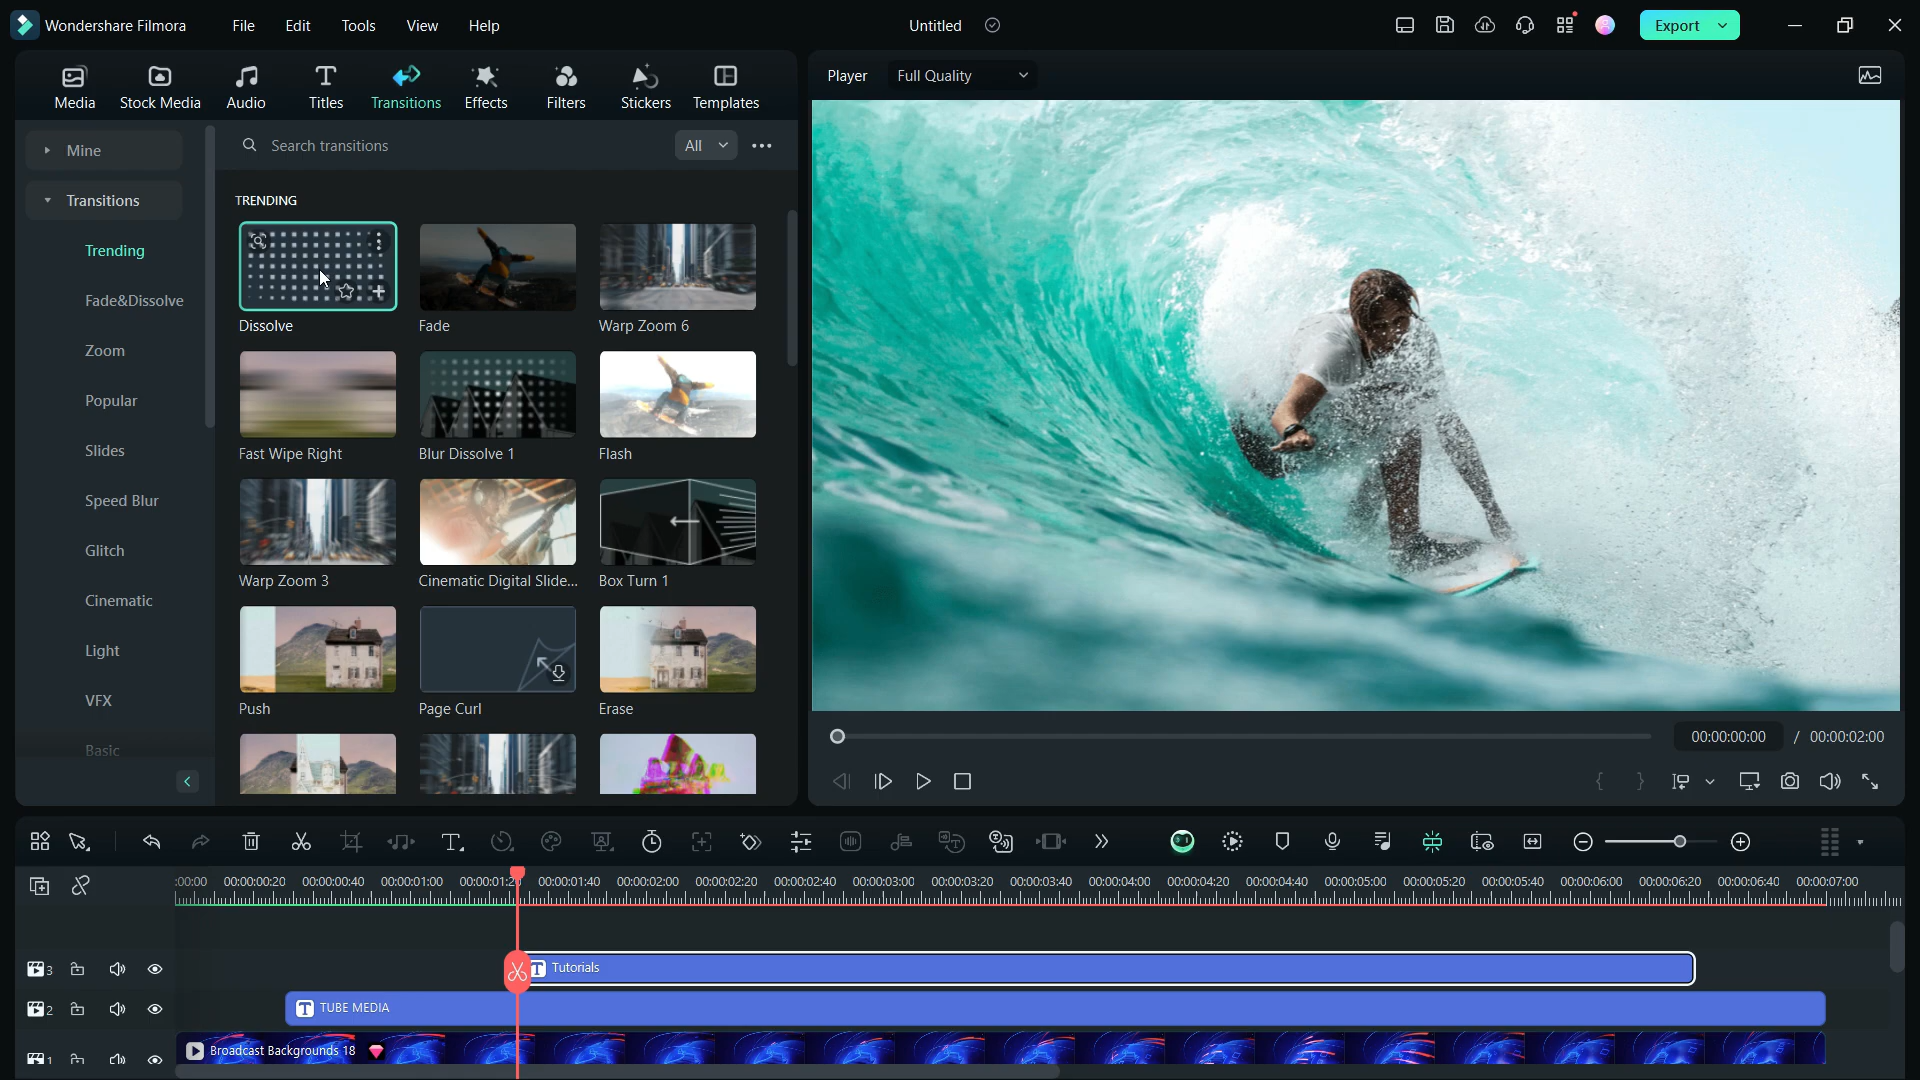 Wondershare Filmora
File Edit Tools View Help
Untitled
Export
Media
Stock Media
Audio
Titles
Transitions
Effects
Filters
Stickers
Templates
Player
Full Quality
Mine
Transitions
Trending
Fade&Dissolve
Zoom
Popular
Slides
Speed Blur
Glitch
Cinematic
Light
VFX
Basic
Search transitions
All
TRENDING
Dissolve
Fade
Warp Zoom 6
Fast Wipe Right
Blur Dissolve 1
Flash
Warp Zoom 3
Cinematic Digital Slide...
Box Turn 1
Push
Page Curl
Erase
00:00:00:00 / 00:00:02:00
:00:00 00:00:00:20 00:00:00:40 00:00:01:00 00:00:01:20 00:00:01:40 00:00:02:00 00:00:02:20 00:00:02:40 00:00:03:00 00:00:03:20 00:00:03:40 00:00:04:00 00:00:04:20 00:00:04:40 00:00:05:00 00:00:05:20 00:00:05:40 00:00:06:00 00:00:06:20 00:00:06:40 00:00:07:00
3
T Tutorials
2
T TUBE MEDIA
1
Broadcast Backgrounds 18